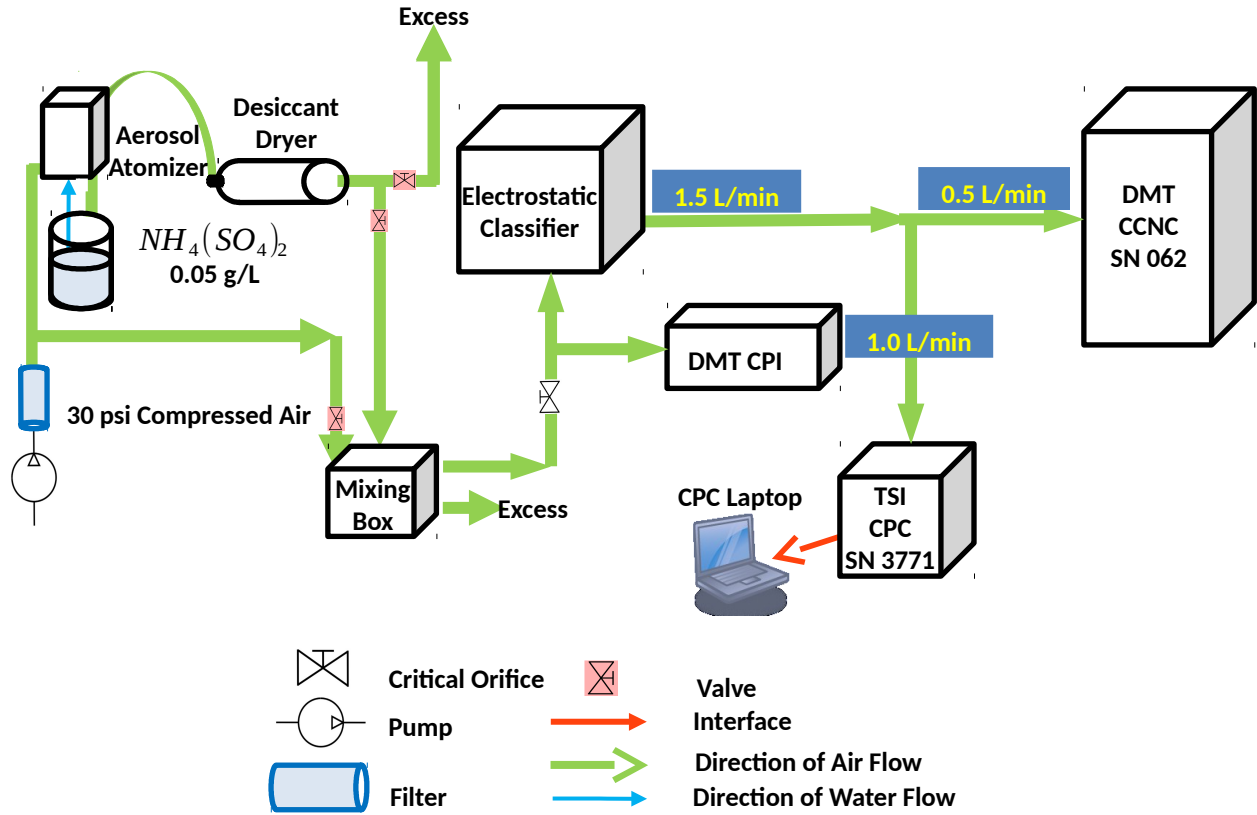 Excess
Desiccant
Dryer
Aerosol
Atomizer
NH₄(SO₄)₂
0.05 g/L
Electrostatic
Classifier
1.5 L/min
0.5 L/min
DMT
CCNC
SN 062
DMT CPI
1.0 L/min
30 psi Compressed Air
Mixing
Box
Excess
CPC Laptop
TSI
CPC
SN 3771
Critical Orifice
Valve
Pump
Interface
Direction of Air Flow
Filter
Direction of Water Flow